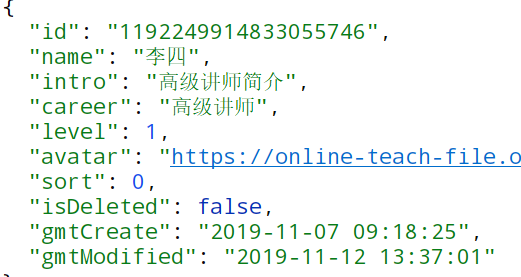 {
"id": "1192249914833055746",
"name": "李四",
"intro": "高级讲师简介",
"career": "高级讲师",
"level": 1,
"avatar": "https://online-teach-file.o
"sort": 0,
"isDeleted": false,
"gmtCreate": "2019-11-07 09:18:25",
"gmtModified": "2019-11-12 13:37:01"